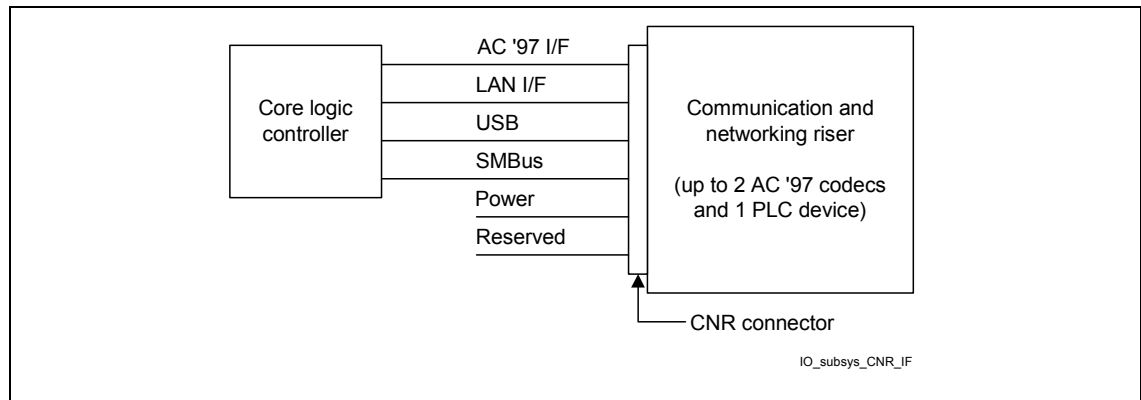 AC '97 I/F
LAN I/F
USB
SMBus
Power
Reserved
Core logic
controller
Communication and
networking riser
(up to 2 AC '97 codecs
and 1 PLC device)
CNR connector
IO_subsys_CNR_IF